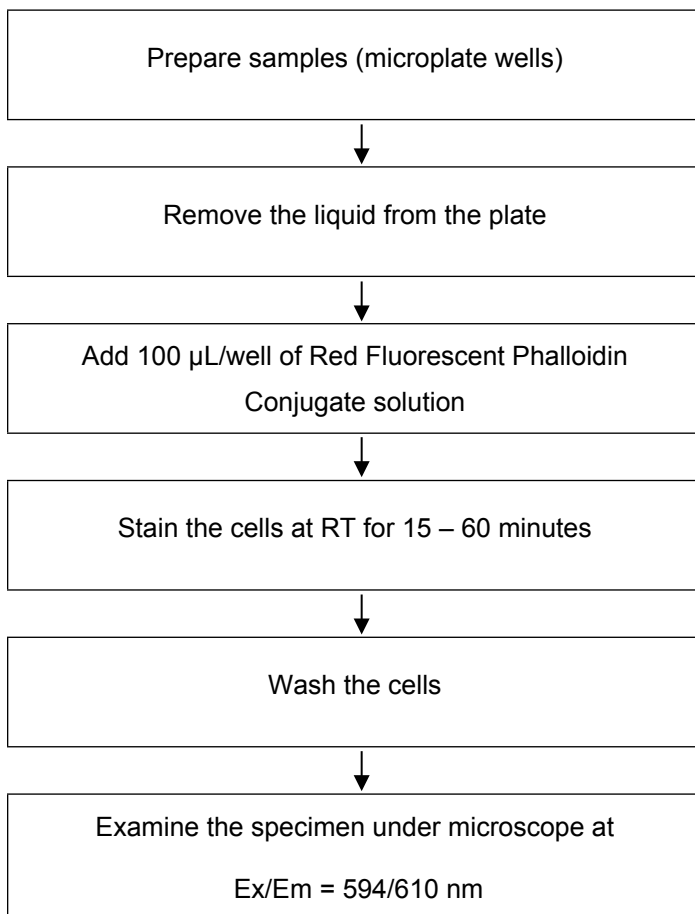 Prepare samples (microplate wells)
Remove the liquid from the plate
Add 100 µL/well of Red Fluorescent Phalloidin
Conjugate solution
Stain the cells at RT for 15 – 60 minutes
Wash the cells
Examine the specimen under microscope at
Ex/Em = 594/610 nm